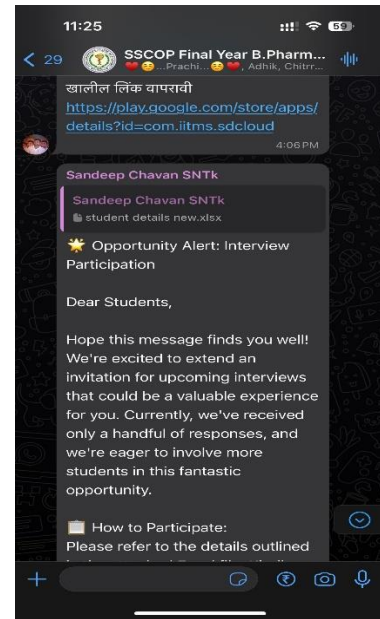 11:25
59
29
SSCOP Final Year B.Pharm...
❤️😊...Prachi...😊❤️, Adhik, Chitrr...
खालील लिंक वापरावी
https://play.google.com/store/apps/
details?id=com.iitms.sdcloud
4:06 PM
Sandeep Chavan SNTk
Sandeep Chavan SNTk
student details new.xlsx
🌟 Opportunity Alert: Interview
Participation
Dear Students,
Hope this message finds you well!
We're excited to extend an
invitation for upcoming interviews
that could be a valuable experience
for you. Currently, we've received
only a handful of responses, and
we're eager to involve more
students in this fantastic
opportunity.
📋 How to Participate:
Please refer to the details outlined